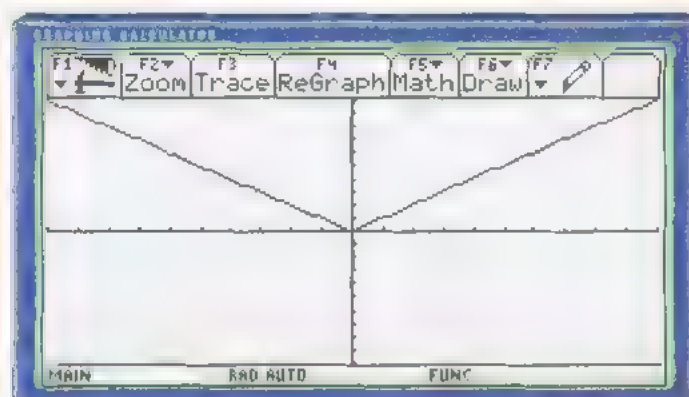 GRAPHING CALCULATOR
F1 F2 F3 F4 F5 F6 F7
Zoom Trace ReGraph Math Draw
MAIN RAD AUTO FUNC